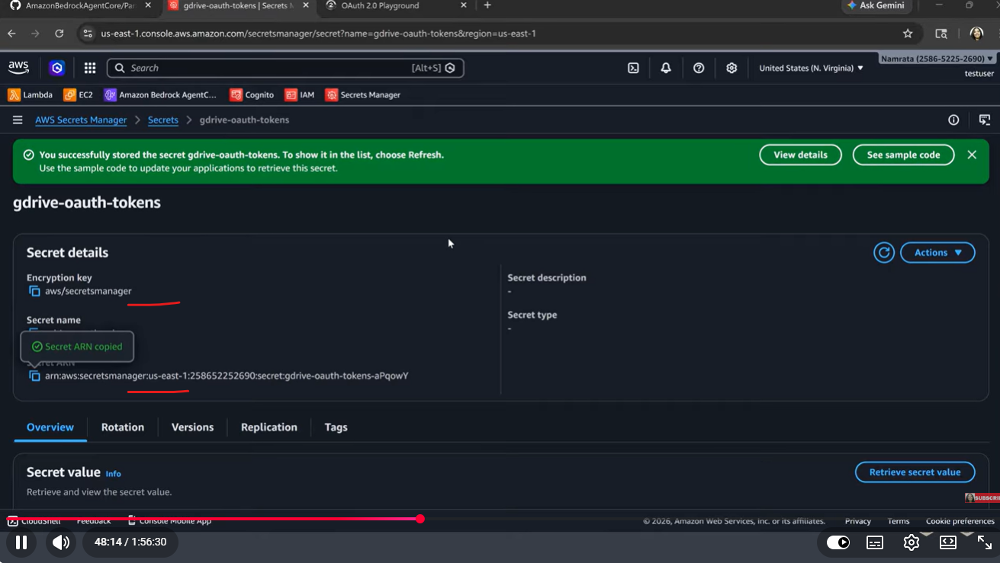 AmazonBedrockAgentCore/Par
gdrive-oauth-tokens | Secrets M
OAuth 2.0 Playground
Ask Gemini
us-east-1.console.aws.amazon.com/secretsmanager/secret?name=gdrive-oauth-tokens&region=us-east-1
aws
Search
[Alt+S]
United States (N. Virginia)
Namrata (2586-5225-2690)
testuser
Lambda
EC2
Amazon Bedrock AgentC...
Cognito
IAM
Secrets Manager
AWS Secrets Manager
Secrets
gdrive-oauth-tokens
You successfully stored the secret gdrive-oauth-tokens. To show it in the list, choose Refresh.
Use the sample code to update your applications to retrieve this secret.
View details
See sample code
gdrive-oauth-tokens
Secret details
Actions
Encryption key
aws/secretsmanager
Secret description
-
Secret name
Secret type
-
Secret ARN copied
Secret ARN
arn:aws:secretsmanager:us-east-1:258652252690:secret:gdrive-oauth-tokens-aPqowY
Overview
Rotation
Versions
Replication
Tags
Secret value
Info
Retrieve secret value
Retrieve and view the secret value.
SUBSCRI
CloudShell
Feedback
Console Mobile App
© 2026, Amazon Web Services, Inc. or its affiliates.
Privacy
Terms
Cookie preferences
48:14 / 1:56:30